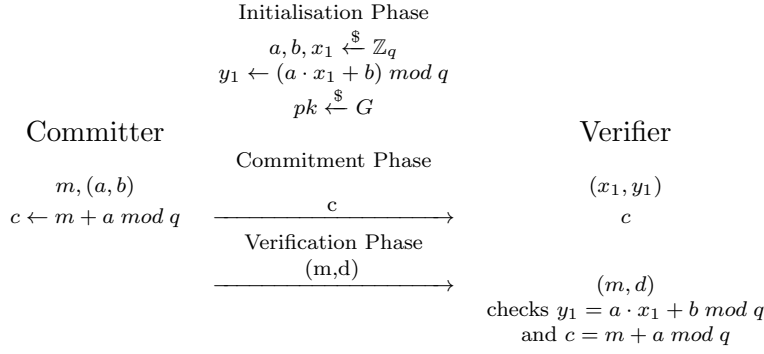 Initialisation Phase
a, b, x₁ ←$ ℤ_q
y₁ ← (a · x₁ + b) mod q
pk ←$ G
Committer Verifier
Commitment Phase
m, (a, b) (x₁, y₁)
c ← m + a mod q c c
Verification Phase
(m,d)
(m, d)
checks y₁ = a · x₁ + b mod q
and c = m + a mod q